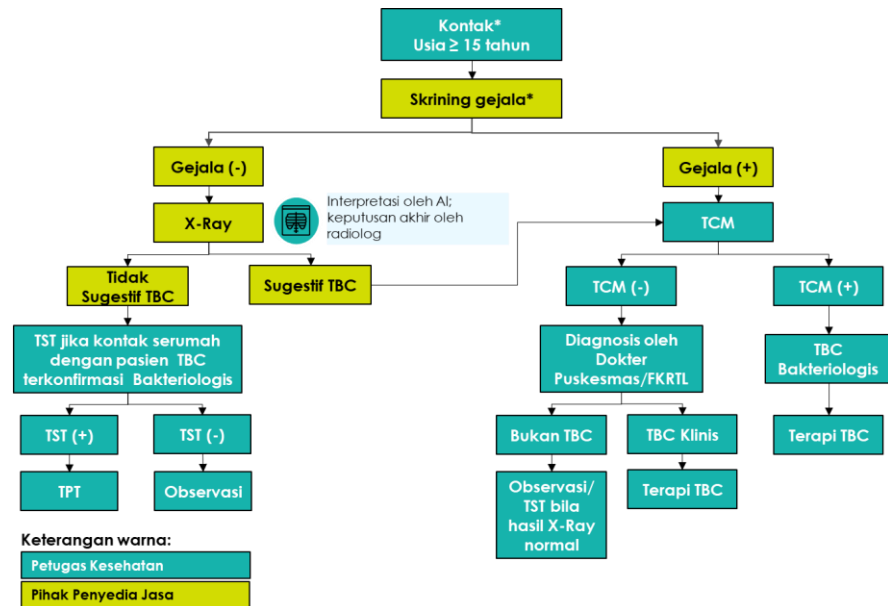 Kontak*
Usia ≥ 15 tahun
Skrining gejala*
Gejala (-)
Gejala (+)
X-Ray
Interpretasi oleh AI;
keputusan akhir oleh
radiolog
TCM
Tidak
Sugestif TBC
Sugestif TBC
TCM (-)
TCM (+)
TST jika kontak serumah
dengan pasien TBC
terkonfirmasi Bakteriologis
Diagnosis oleh
Dokter
Puskesmas/FKRTL
TBC
Bakteriologis
TST (+)
TST (-)
Bukan TBC
TBC Klinis
Terapi TBC
TPT
Observasi
Observasi/
TST bila
hasil X-Ray
normal
Terapi TBC
Keterangan warna:
Petugas Kesehatan
Pihak Penyedia Jasa